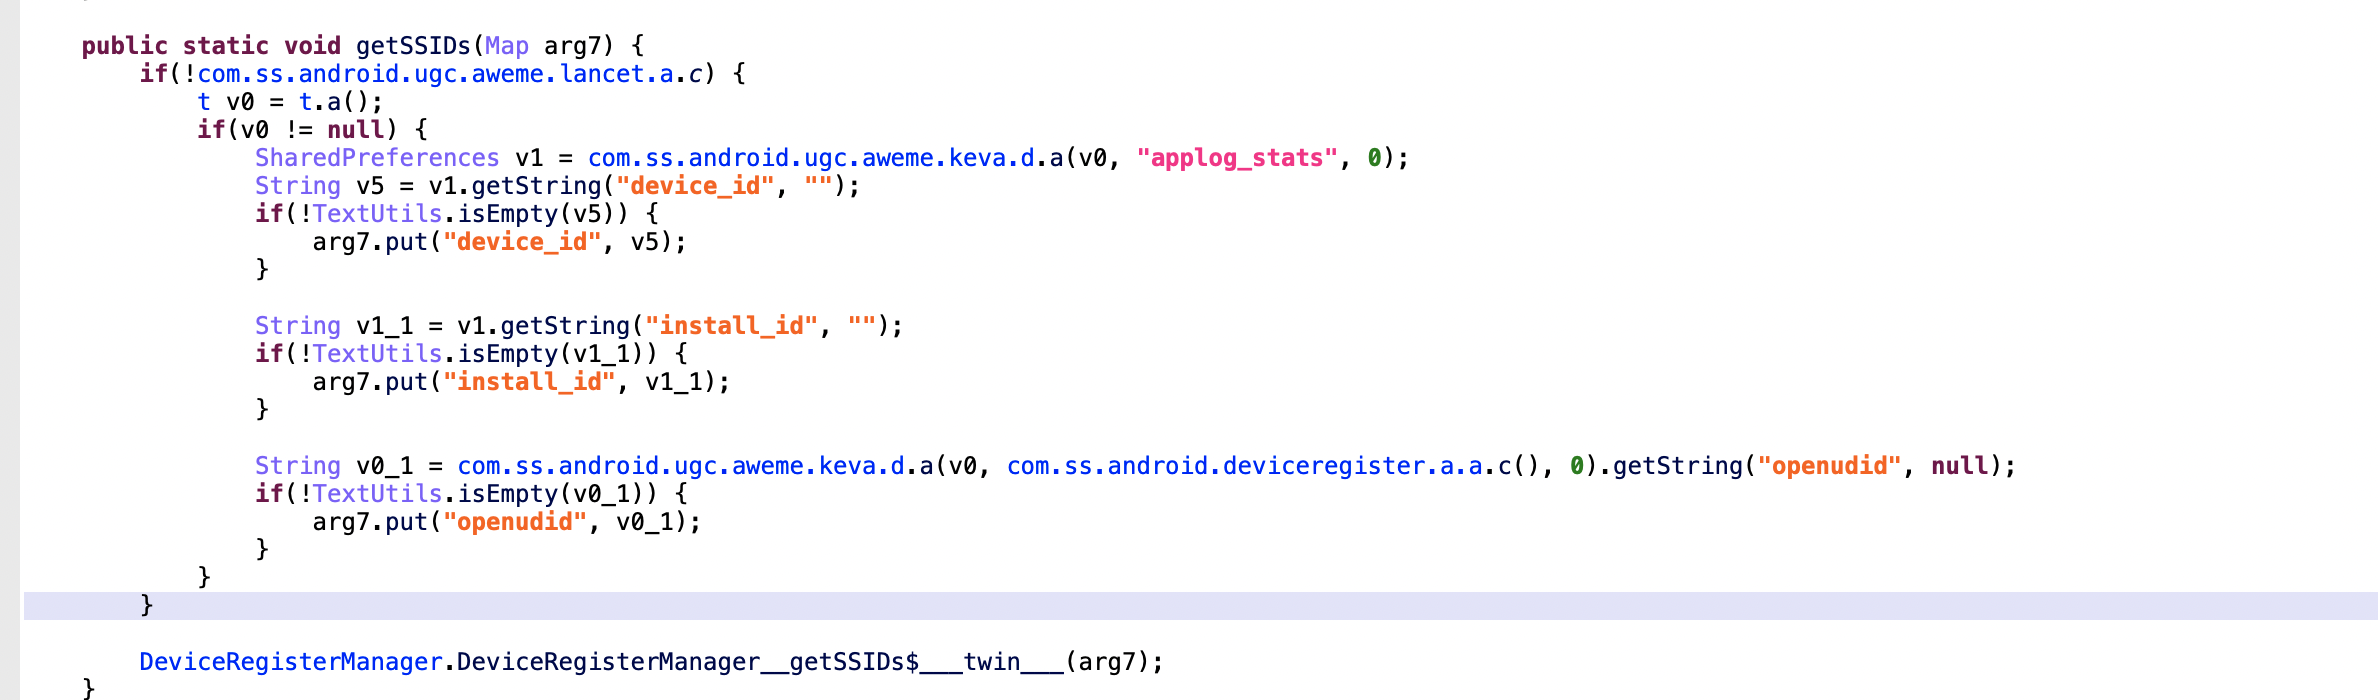 public static void getSSIDs(Map arg7) {
if(!com.ss.android.ugc.aweme.lancet.a.c) {
t v0 = t.a();
if(v0 != null) {
SharedPreferences v1 = com.ss.android.ugc.aweme.keva.d.a(v0, "applog_stats", 0);
String v5 = v1.getString("device_id", "");
if(!TextUtils.isEmpty(v5)) {
arg7.put("device_id", v5);
}
String v1_1 = v1.getString("install_id", "");
if(!TextUtils.isEmpty(v1_1)) {
arg7.put("install_id", v1_1);
}
String v0_1 = com.ss.android.ugc.aweme.keva.d.a(v0, com.ss.android.deviceregister.a.a.c(), 0).getString("openudid", null);
if(!TextUtils.isEmpty(v0_1)) {
arg7.put("openudid", v0_1);
}
}
}
DeviceRegisterManager.DeviceRegisterManager__getSSIDs$___twin___(arg7);
}